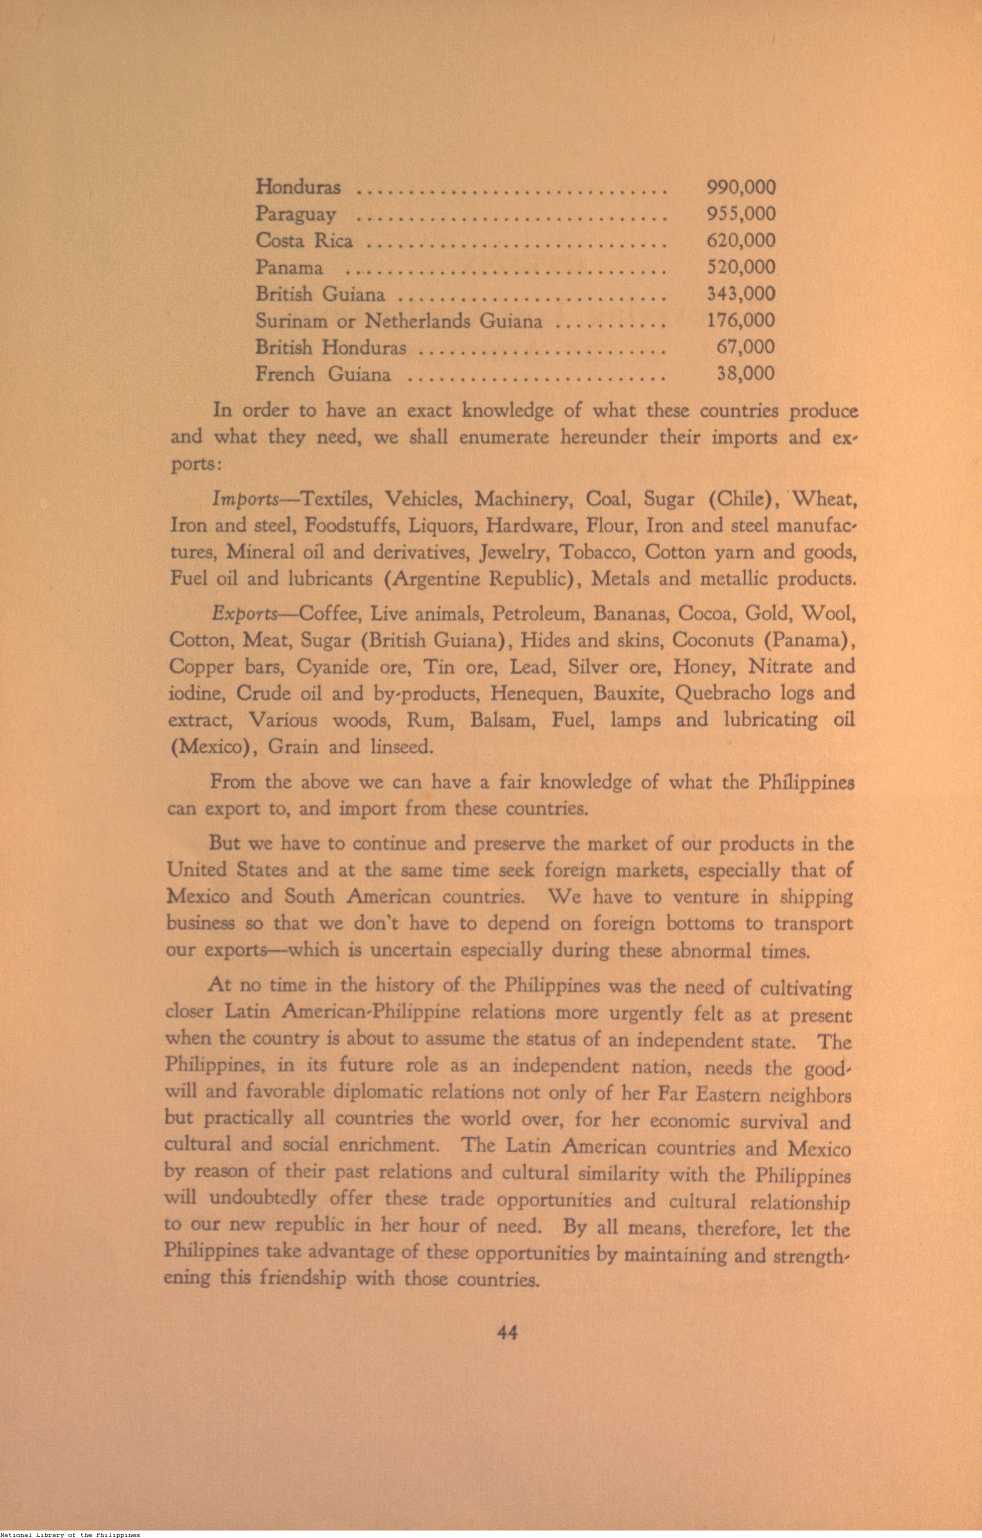 Honduras .............................. 990,000
Paraguay .............................. 955,000
Costa Rica ............................. 620,000
Panama ............................... 520,000
British Guiana .......................... 343,000
Surinam or Netherlands Guiana ........... 176,000
British Honduras ........................ 67,000
French Guiana ......................... 38,000
In order to have an exact knowledge of what these countries produce
and what they need, we shall enumerate hereunder their imports and ex-
ports:
Imports—Textiles, Vehicles, Machinery, Coal, Sugar (Chile), Wheat,
Iron and steel, Foodstuffs, Liquors, Hardware, Flour, Iron and steel manufac-
tures, Mineral oil and derivatives, Jewelry, Tobacco, Cotton yarn and goods,
Fuel oil and lubricants (Argentine Republic), Metals and metallic products.
Exports—Coffee, Live animals, Petroleum, Bananas, Cocoa, Gold, Wool,
Cotton, Meat, Sugar (British Guiana), Hides and skins, Coconuts (Panama),
Copper bars, Cyanide ore, Tin ore, Lead, Silver ore, Honey, Nitrate and
iodine, Crude oil and by-products, Henequen, Bauxite, Quebracho logs and
extract, Various woods, Rum, Balsam, Fuel, lamps and lubricating oil
(Mexico), Grain and linseed.
From the above we can have a fair knowledge of what the Philippines
can export to, and import from these countries.
But we have to continue and preserve the market of our products in the
United States and at the same time seek foreign markets, especially that of
Mexico and South American countries. We have to venture in shipping
business so that we don't have to depend on foreign bottoms to transport
our exports—which is uncertain especially during these abnormal times.
At no time in the history of the Philippines was the need of cultivating
closer Latin American-Philippine relations more urgently felt as at present
when the country is about to assume the status of an independent state. The
Philippines, in its future role as an independent nation, needs the good-
will and favorable diplomatic relations not only of her Far Eastern neighbors
but practically all countries the world over, for her economic survival and
cultural and social enrichment. The Latin American countries and Mexico
by reason of their past relations and cultural similarity with the Philippines
will undoubtedly offer these trade opportunities and cultural relationship
to our new republic in her hour of need. By all means, therefore, let the
Philippines take advantage of these opportunities by maintaining and strength-
ening this friendship with those countries.
44
National Library of the Philippines